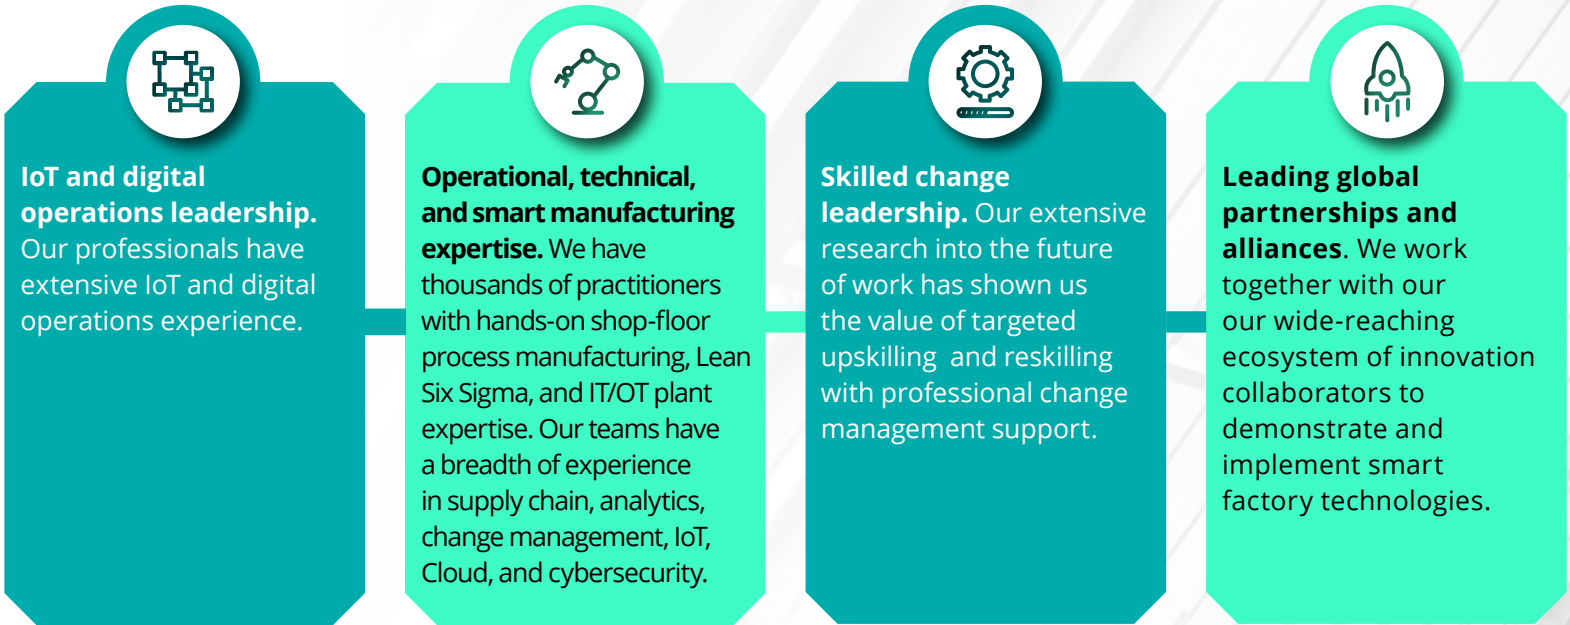 IoT and digital
operations leadership.
Our professionals have
extensive IoT and digital
operations experience.
Operational, technical,
and smart manufacturing
expertise. We have
thousands of practitioners
with hands-on shop-floor
process manufacturing, Lean
Six Sigma, and IT/OT plant
expertise. Our teams have
a breadth of experience
in supply chain, analytics,
change management, IoT,
Cloud, and cybersecurity.
Skilled change
leadership. Our extensive
research into the future
of work has shown us
the value of targeted
upskilling  and reskilling
with professional change
management support.
Leading global
partnerships and
alliances. We work
together with our
our wide-reaching
ecosystem of innovation
collaborators to
demonstrate and
implement smart
factory technologies.